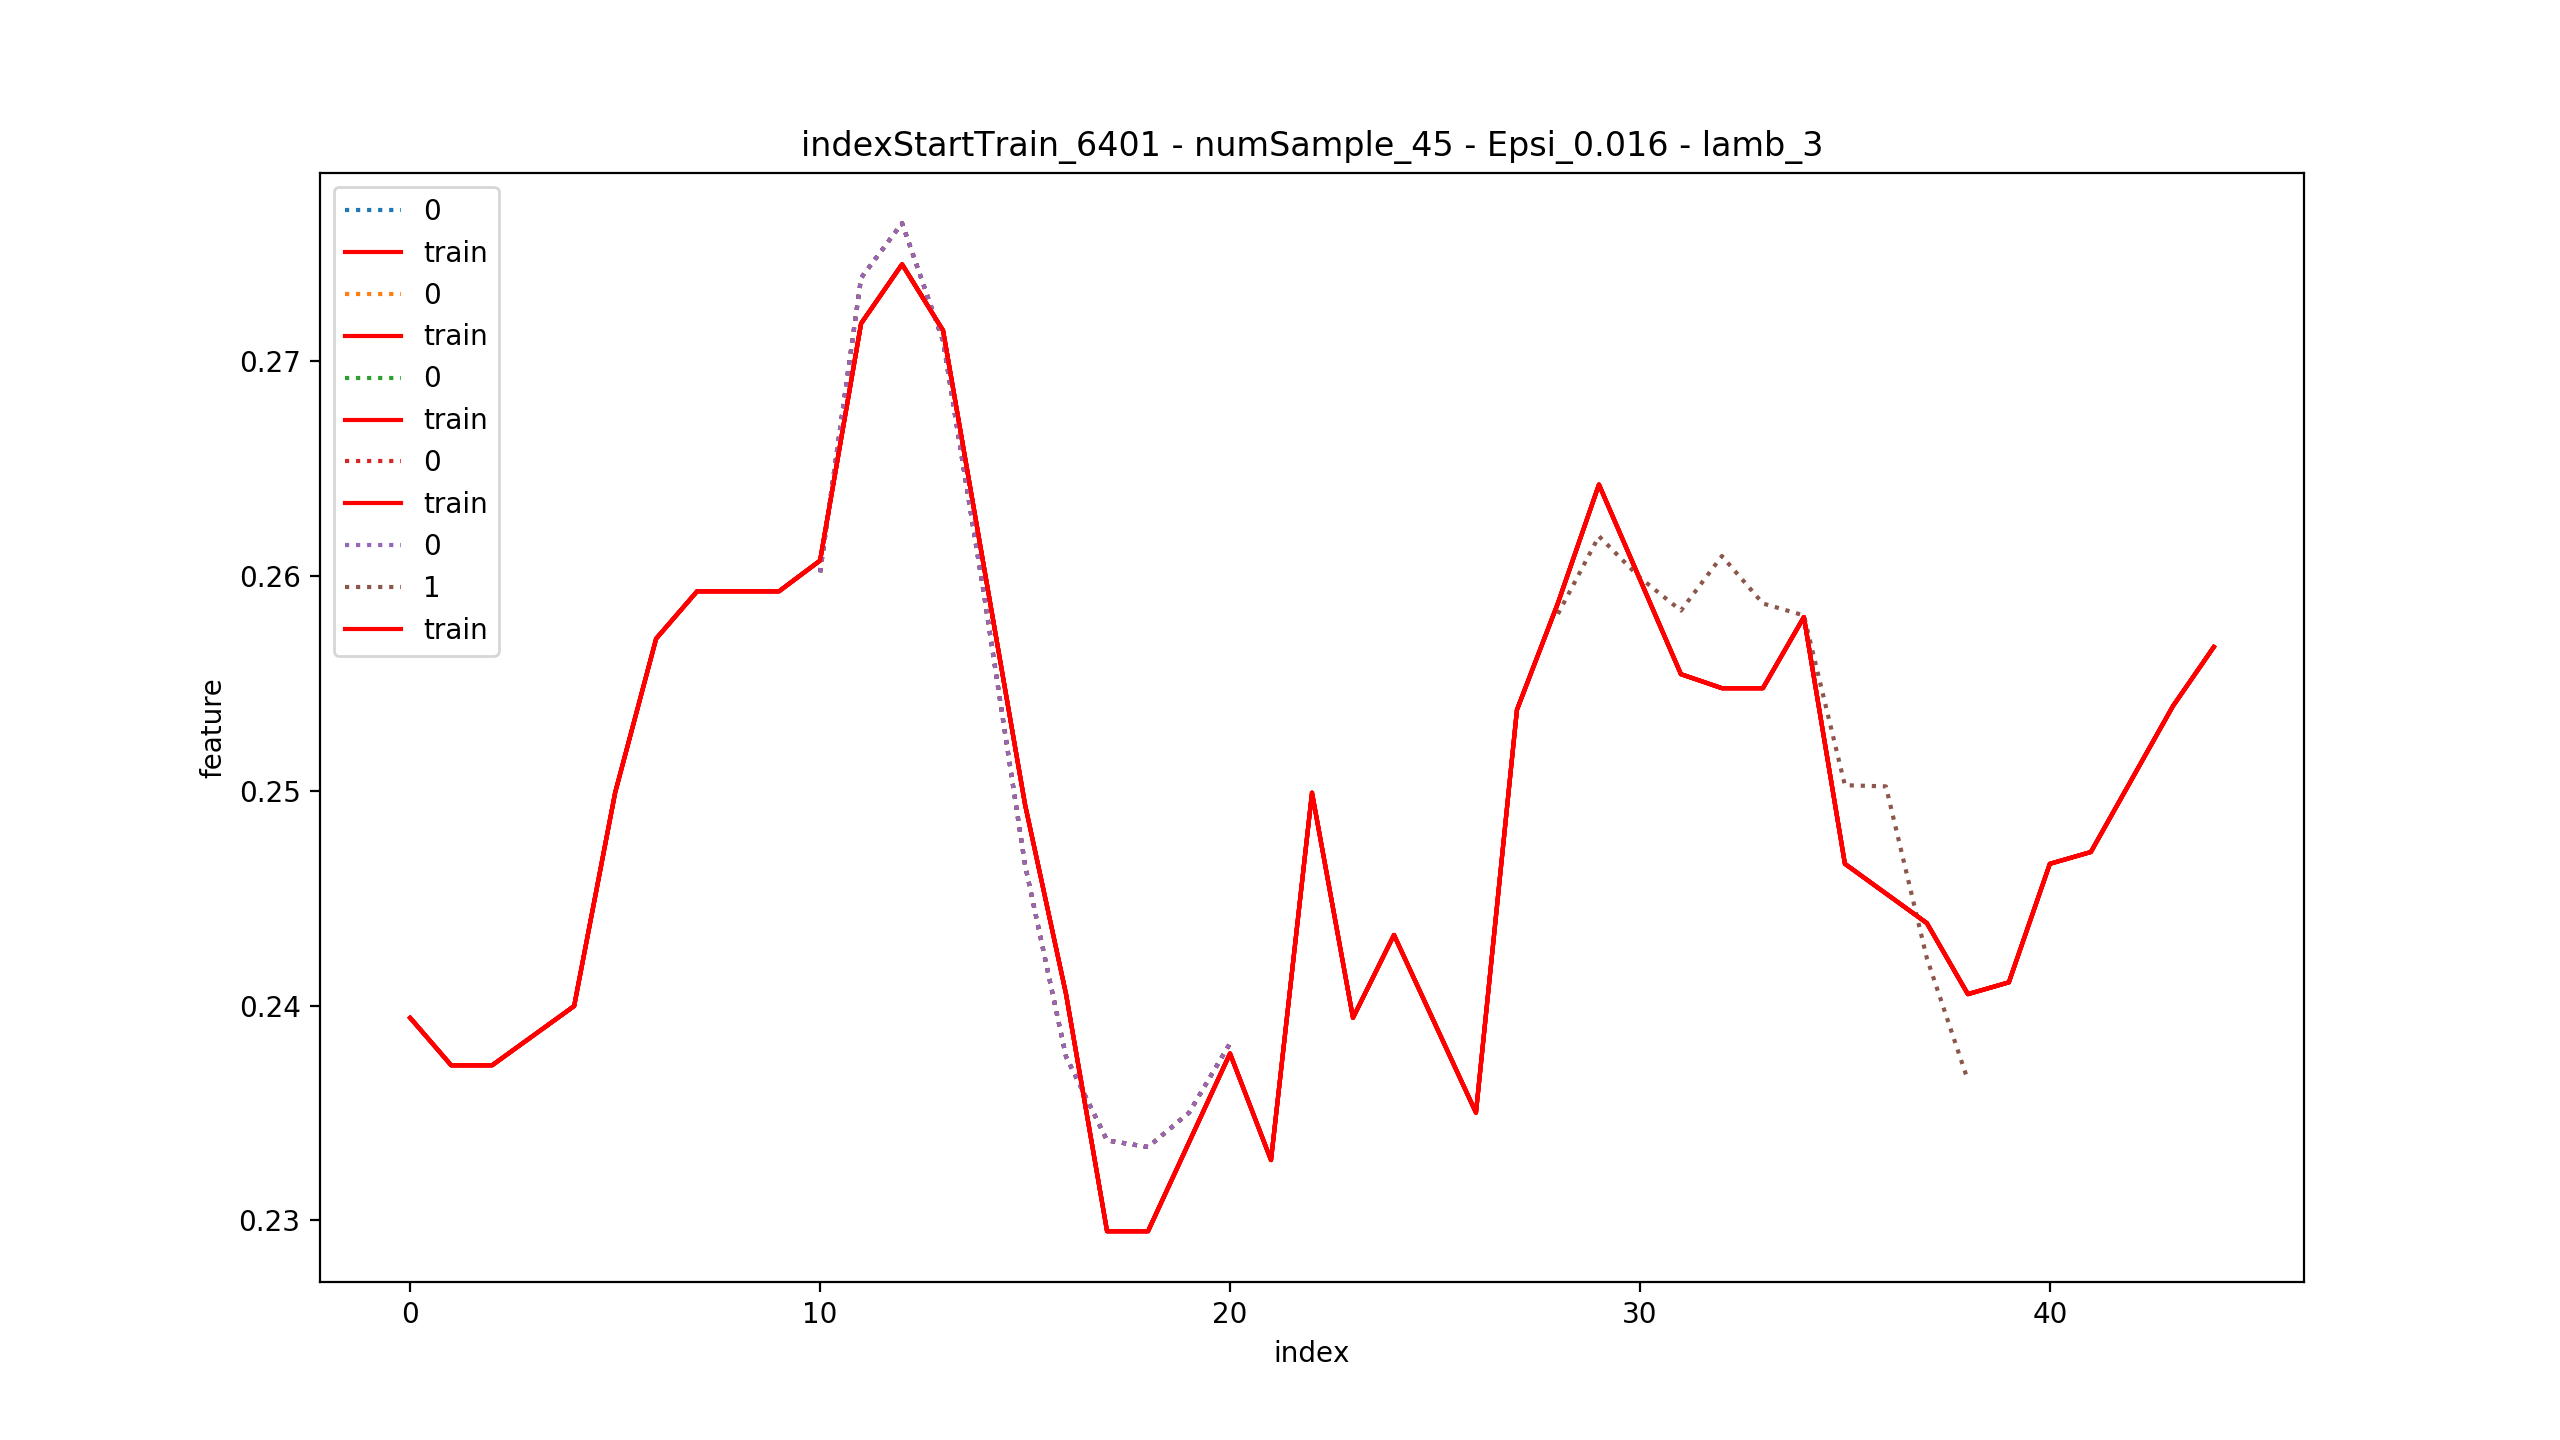 indexStartTrain_6401 - numSample_45 - Epsi_0.016 - lamb_3
0
train
0
train
0
train
0
train
0
1
train
0.27
0.26
0.25
0.24
0.23
feature
0 10 20 30 40
index